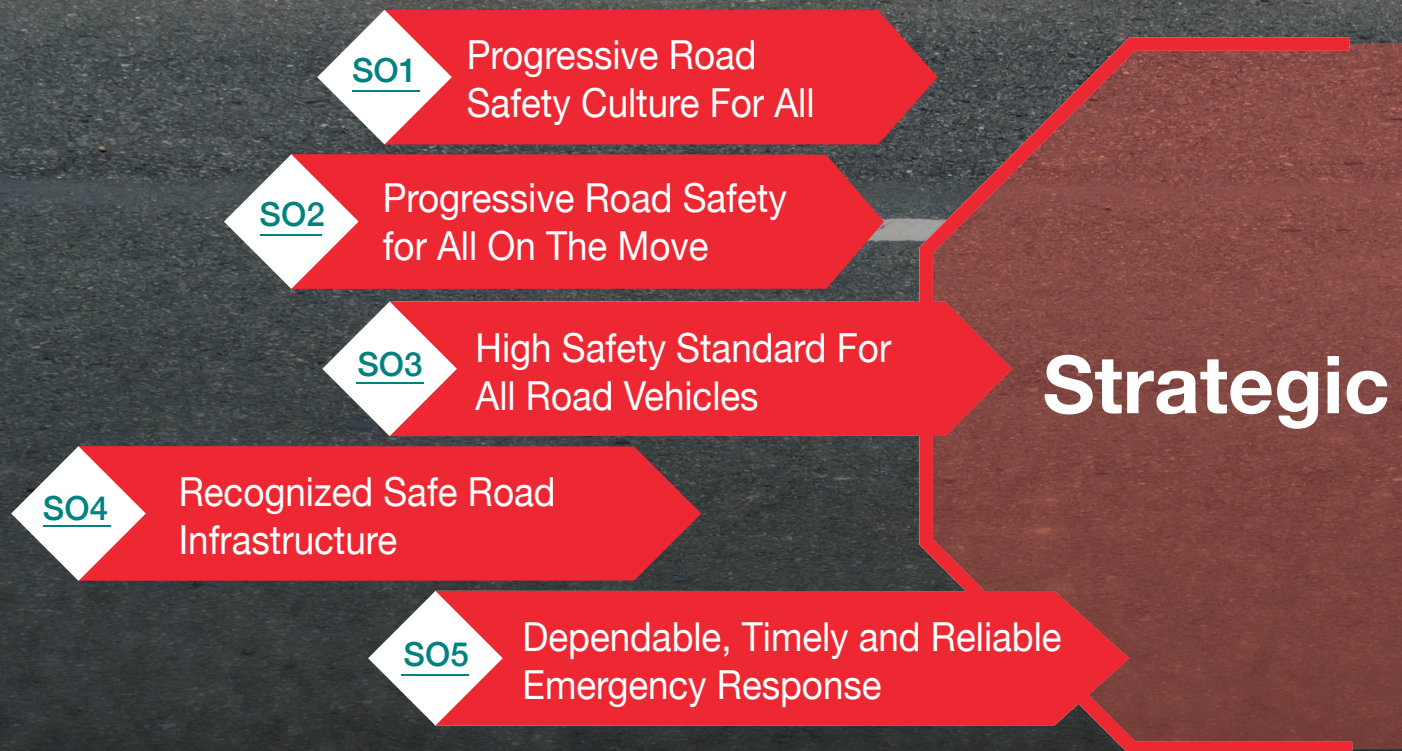 SO1
Progressive Road
Safety Culture For All
SO2
Progressive Road Safety
for All On The Move
SO3
High Safety Standard For
All Road Vehicles
Strategic
SO4
Recognized Safe Road
Infrastructure
SO5
Dependable, Timely and Reliable
Emergency Response